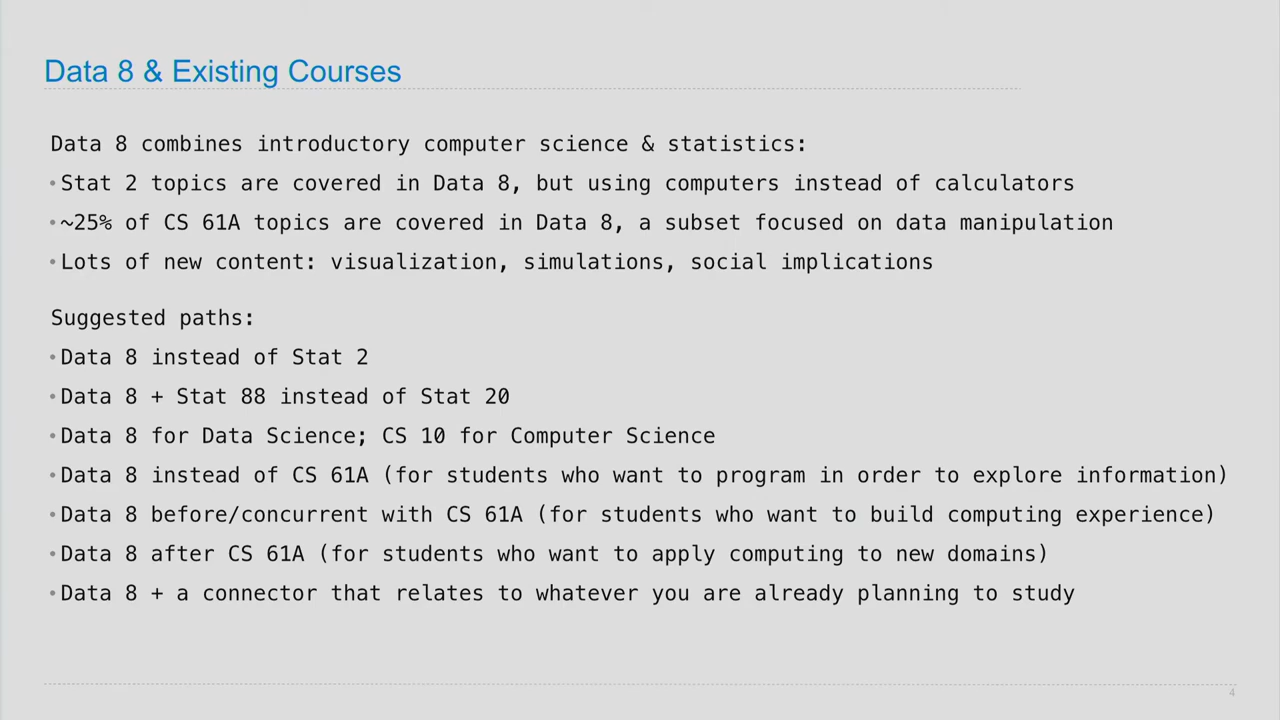 Data 8 & Existing Courses
Data 8 combines introductory computer science & statistics:
•Stat 2 topics are covered in Data 8, but using computers instead of calculators
•~25% of CS 61A topics are covered in Data 8, a subset focused on data manipulation
•Lots of new content: visualization, simulations, social implications
Suggested paths:
•Data 8 instead of Stat 2
•Data 8 + Stat 88 instead of Stat 20
•Data 8 for Data Science; CS 10 for Computer Science
•Data 8 instead of CS 61A (for students who want to program in order to explore information)
•Data 8 before/concurrent with CS 61A (for students who want to build computing experience)
•Data 8 after CS 61A (for students who want to apply computing to new domains)
•Data 8 + a connector that relates to whatever you are already planning to study
4